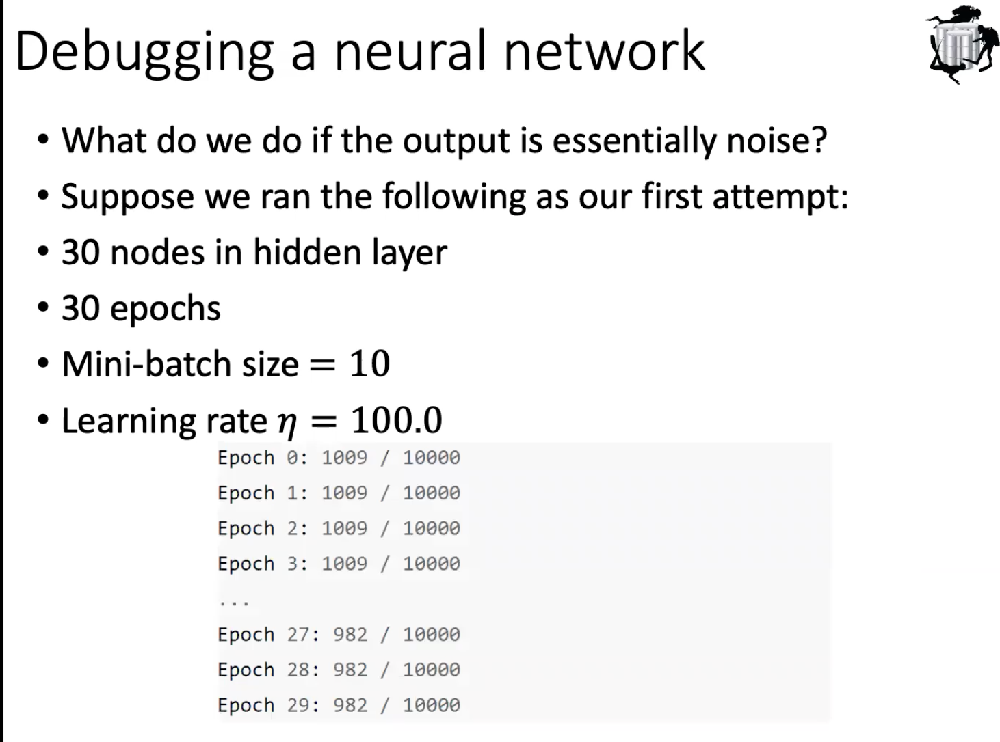 Debugging a neural network
• What do we do if the output is essentially noise?
• Suppose we ran the following as our first attempt:
• 30 nodes in hidden layer
• 30 epochs
• Mini-batch size = 10
• Learning rate η = 100.0
Epoch 0: 1009 / 10000
Epoch 1: 1009 / 10000
Epoch 2: 1009 / 10000
Epoch 3: 1009 / 10000
...
Epoch 27: 982 / 10000
Epoch 28: 982 / 10000
Epoch 29: 982 / 10000